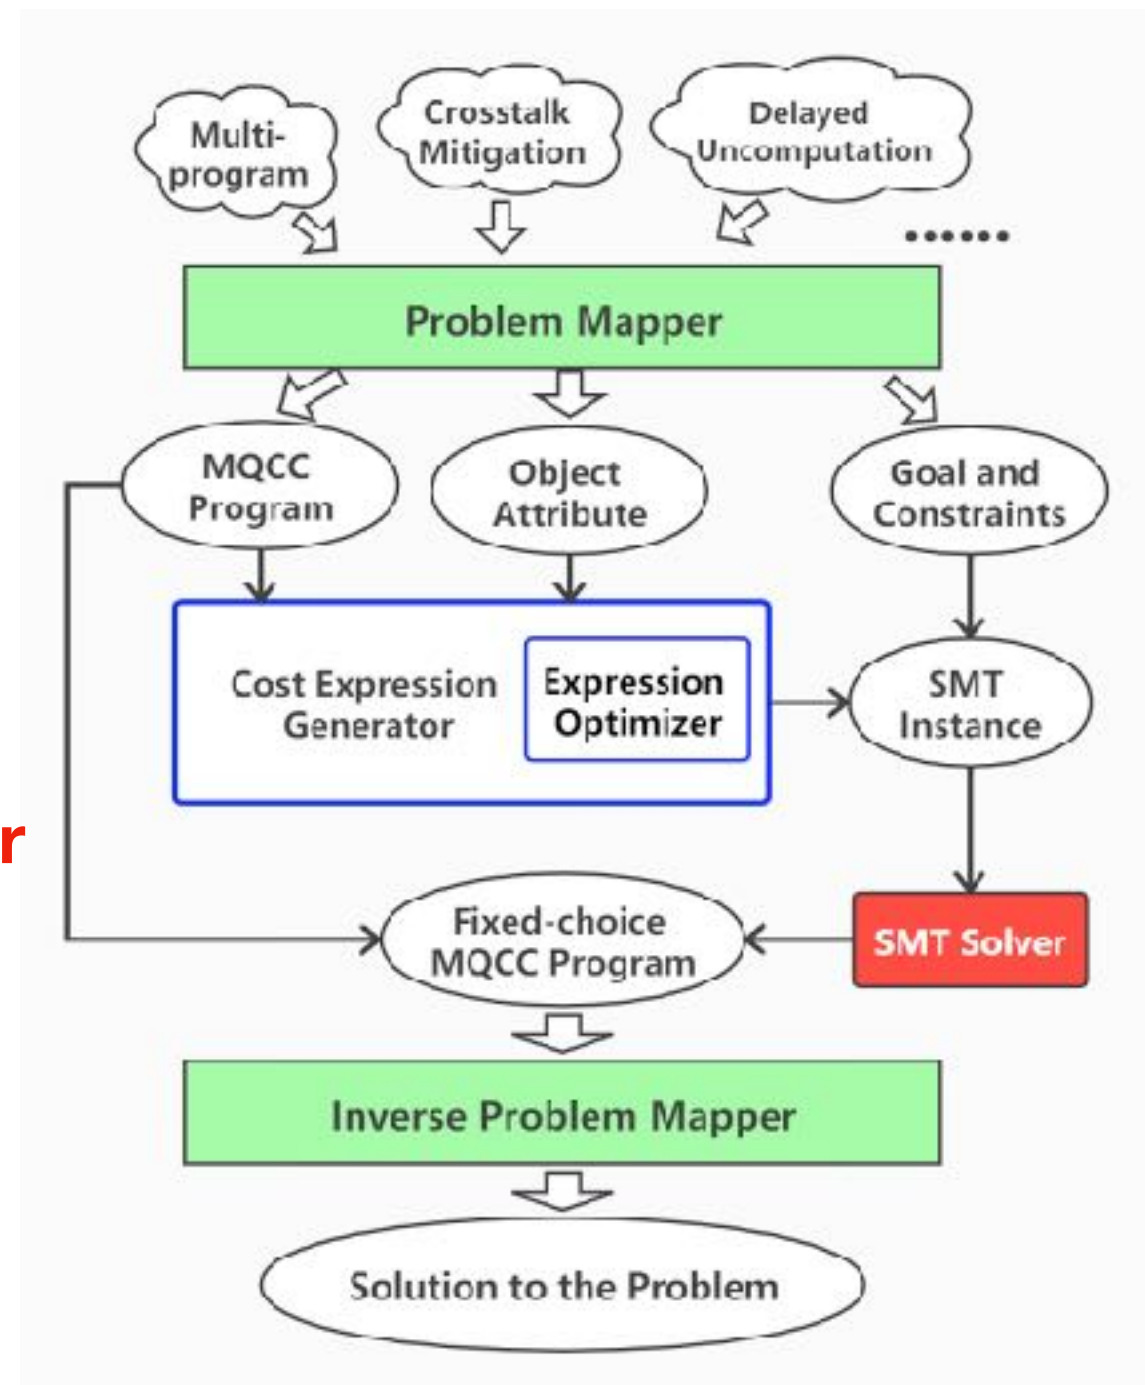 Multi-
program
Crosstalk
Mitigation
Delayed
Uncomputation
......
Problem Mapper
MQCC
Program
Object
Attribute
Goal and
Constraints
Cost Expression
Generator
Expression
Optimizer
SMT
Instance
r
Fixed-choice
MQCC Program
SMT Solver
Inverse Problem Mapper
Solution to the Problem